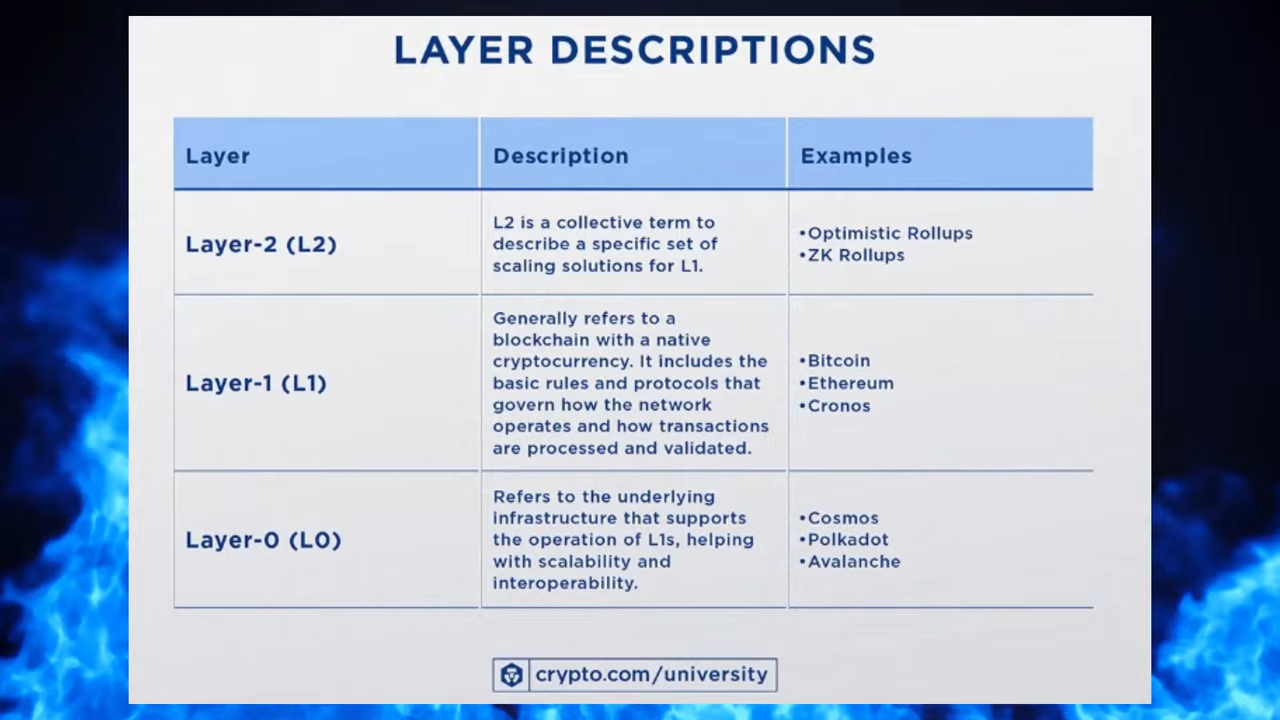 LAYER DESCRIPTIONS
Layer
Description
Examples
Layer-2 (L2)
L2 is a collective term to
describe a specific set of
scaling solutions for L1.
•Optimistic Rollups
•ZK Rollups
Layer-1 (L1)
Generally refers to a
blockchain with a native
cryptocurrency. It includes the
basic rules and protocols that
govern how the network
operates and how transactions
are processed and validated.
•Bitcoin
•Ethereum
•Cronos
Layer-0 (L0)
Refers to the underlying
infrastructure that supports
the operation of L1s, helping
with scalability and
interoperability.
•Cosmos
•Polkadot
•Avalanche
crypto.com/university